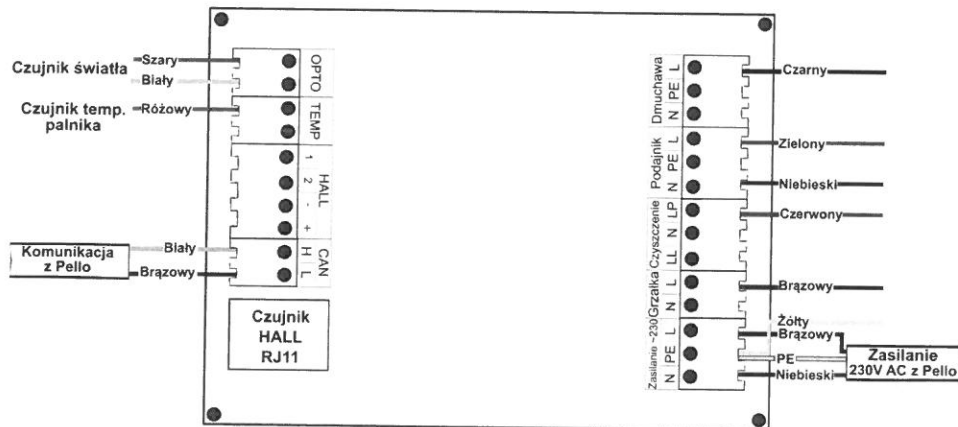 Czujnik światła
Szary
Biały
Czujnik temp.
palnika
Różowy
OPTO
TEMP
1
2
-
+
HALL
H
L
CAN
Komunikacja
z Pello
Biały
Brązowy
Czujnik
HALL
RJ11
Dmuchawa
L
PE
N
Czarny
Podajnik
L
PE
N
Zielony
Niebieski
Czyszczenie
LP
N
LL
Czerwony
Grzałka
L
N
Brązowy
Zasilanie ~230
L
PE
N
Żółty
Brązowy
PE
Niebieski
Zasilanie
230V AC z Pello